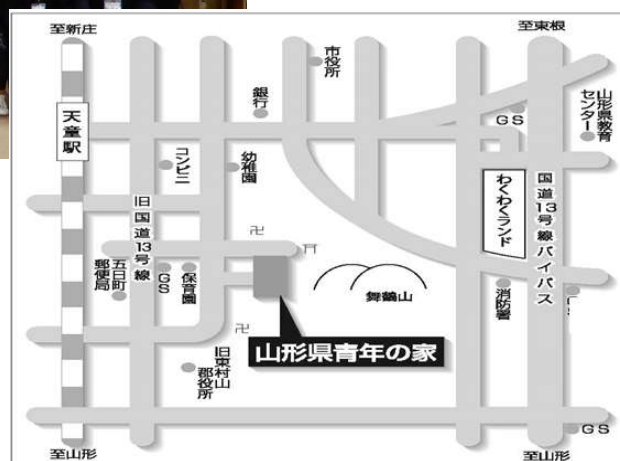 至新庄
至東根
市役所
銀行
GS
山形県教育
センター
天童駅
コンビニ
幼稚園
わくわくランド
国道13号線バイパス
旧国道13号線
卍
五日町
郵便局
GS
保育園
舞鶴山
消防署
卍
山形県青年の家
旧東村山
郡役所
GS
至山形
至山形